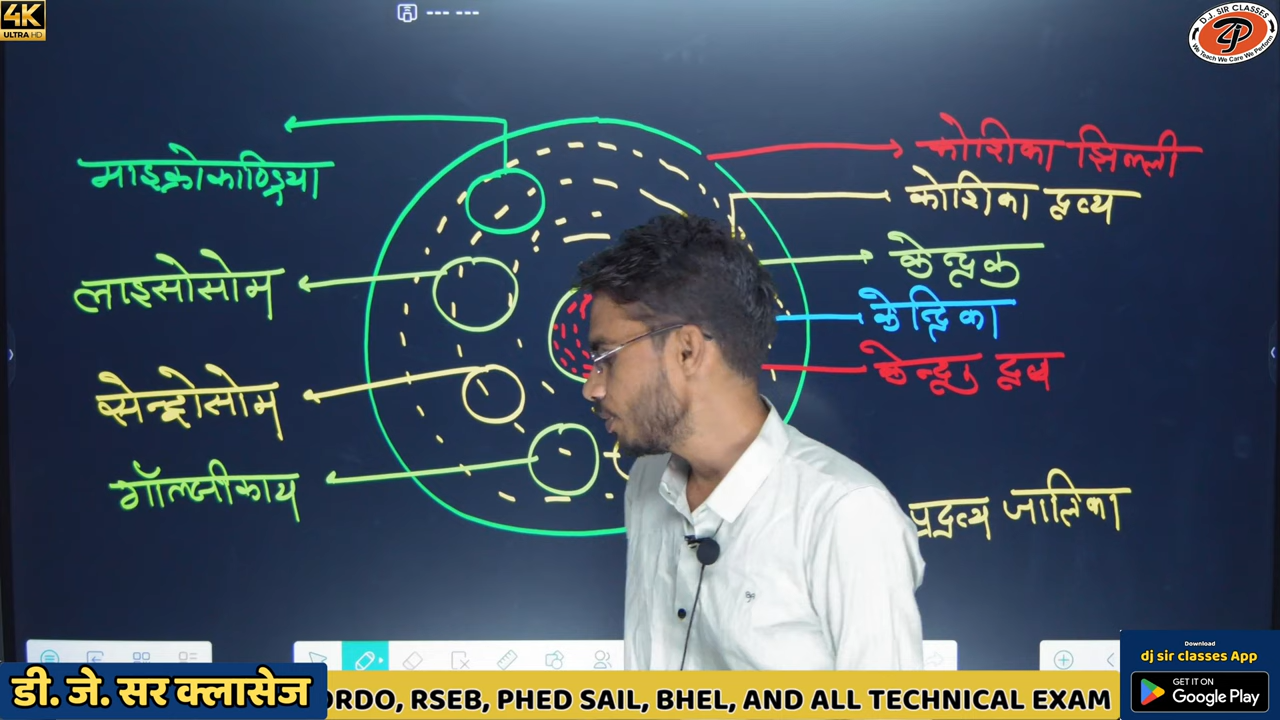 4K
ULTRA HD
D.J. SIR CLASSES
We Teach We Care We Perform
माइक्रोकाण्ड्रिया
लाइसोसोम
सेन्ट्रोसोम
गॉल्जीकाय
कोशिका झिल्ली
कोशिका द्रव्य
केन्द्रक
केन्द्रिका
केन्द्रक द्रव
प्रद्रव्य जालिका
डी. जे. सर क्लासेज
ORDO, RSEB, PHED SAIL, BHEL, AND ALL TECHNICAL EXAM
Download
dj sir classes App
GET IT ON
Google Play